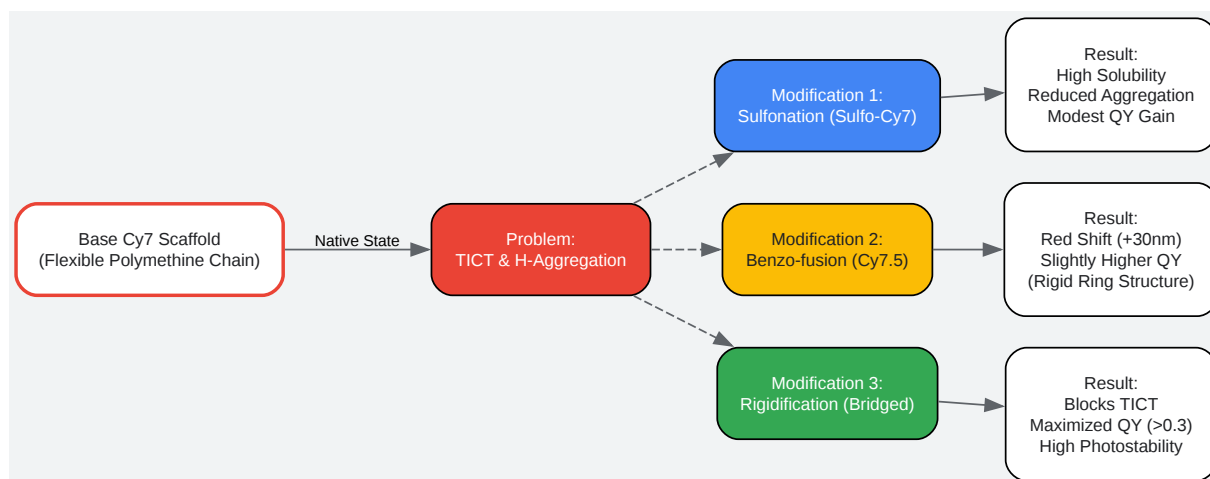 Base Cy7 Scaffold
(Flexible Polymethine Chain)
Native State
Problem:
TICT & H-Aggregation
Modification 1:
Sulfonation (Sulfo-Cy7)
Result:
High Solubility
Reduced Aggregation
Modest QY Gain
Modification 2:
Benzo-fusion (Cy7.5)
Result:
Red Shift (+30nm)
Slightly Higher QY
(Rigid Ring Structure)
Modification 3:
Rigidification (Bridged)
Result:
Blocks TICT
Maximized QY (>0.3)
High Photostability